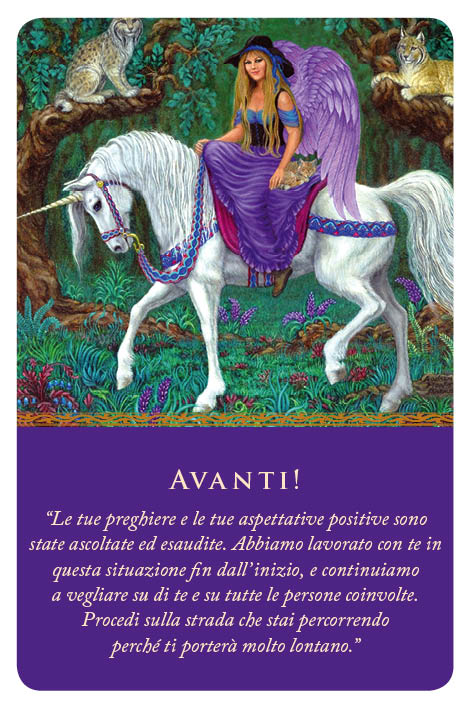 AVANTI!
“Le tue preghiere e le tue aspettative positive sono
state ascoltate ed esaudite. Abbiamo lavorato con te in
questa situazione fin dall’inizio, e continuiamo
a vegliare su di te e su tutte le persone coinvolte.
Procedi sulla strada che stai percorrendo
perché ti porterà molto lontano.”